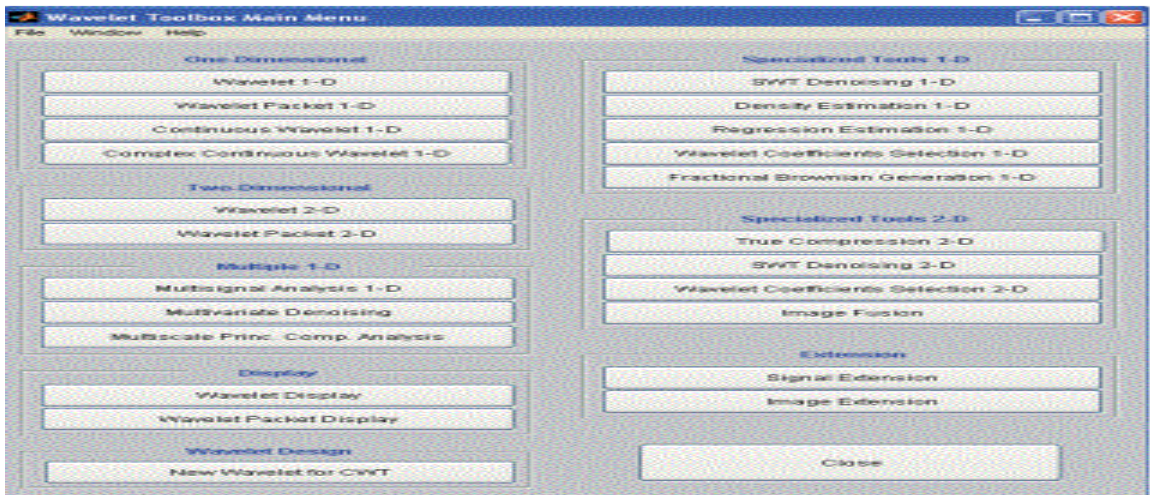 Wavelet Toolbox Main Menu
File Window Help
One-Dimensional
Wavelet 1-D
Wavelet Packet 1-D
Continuous Wavelet 1-D
Complex Continuous Wavelet 1-D
Two-Dimensional
Wavelet 2-D
Wavelet Packet 2-D
Multiple 1-D
Multisignal Analysis 1-D
Multivariate Denoising
Multiscale Princ. Comp. Analysis
Display
Wavelet Display
Wavelet Packet Display
Wavelet Design
New Wavelet for CWT
Specialized Tools 1-D
SWT Denoising 1-D
Density Estimation 1-D
Regression Estimation 1-D
Wavelet Coefficients Selection 1-D
Fractional Brownian Generation 1-D
Specialized Tools 2-D
True Compression 2-D
SWT Denoising 2-D
Wavelet Coefficients Selection 2-D
Image Fusion
Extension
Signal Extension
Image Extension
Close